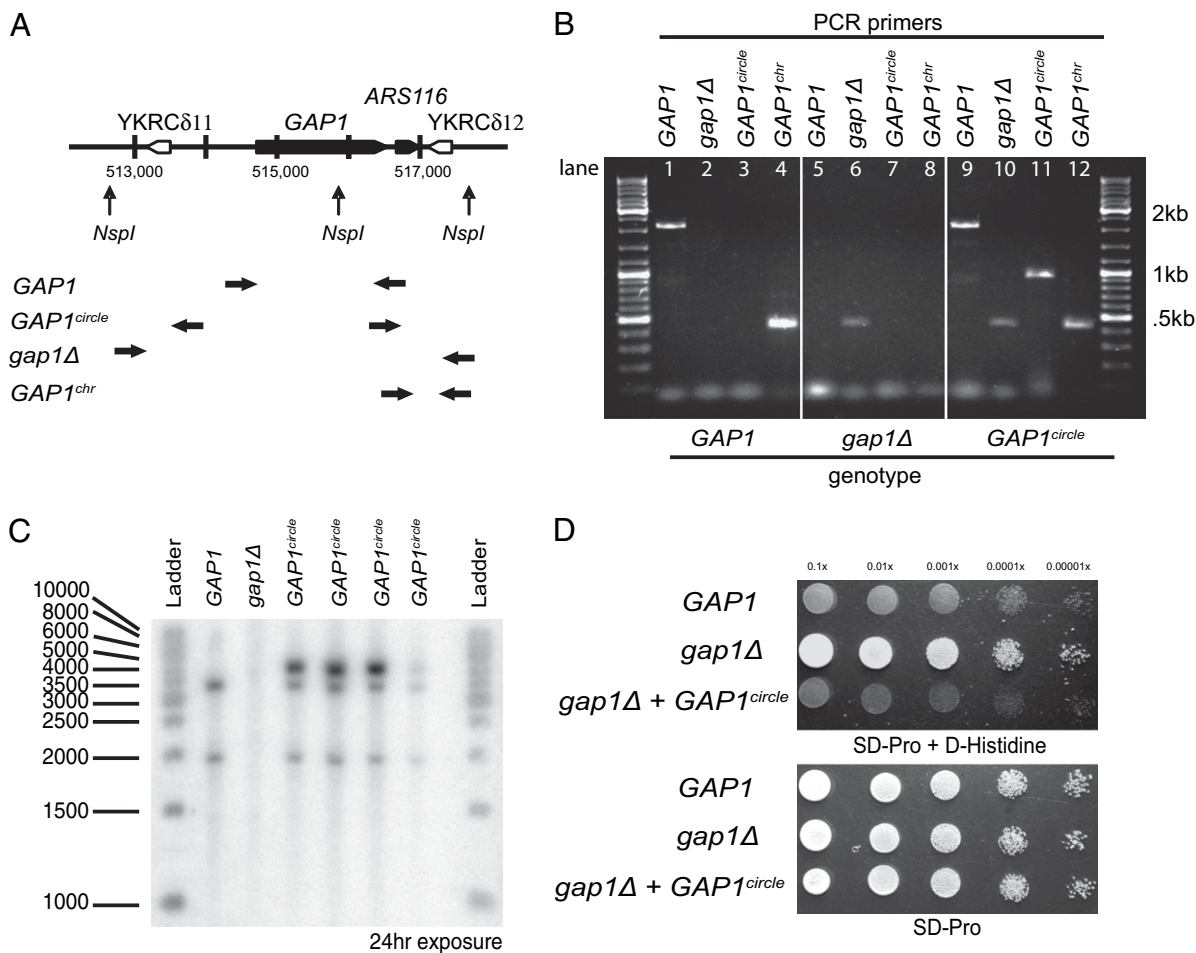 A
ARS116
YKRCδ11 GAP1 YKRCδ12
513,000 515,000 517,000
NspI NspI NspI
GAP1
GAP1circle
gap1Δ
GAP1chr
B
PCR primers
GAP1 gap1Δ GAP1circle GAP1chr GAP1 gap1Δ GAP1circle GAP1chr GAP1 gap1Δ GAP1circle GAP1chr
lane 1 2 3 4 5 6 7 8 9 10 11 12
2kb
1kb
.5kb
GAP1 gap1Δ GAP1circle
genotype
C
Ladder GAP1 gap1Δ GAP1circle GAP1circle GAP1circle GAP1circle Ladder
10000
8000
6000
5000
4000
3500
3000
2500
2000
1500
1000
24hr exposure
D
0.1x 0.01x 0.001x 0.0001x 0.00001x
GAP1
gap1Δ
gap1Δ + GAP1circle
SD-Pro + D-Histidine
GAP1
gap1Δ
gap1Δ + GAP1circle
SD-Pro